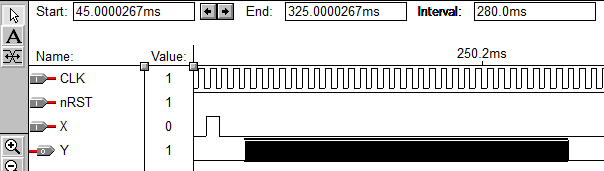 Start: 45.0000267ms End: 325.0000267ms Interval: 280.0ms
A
Name: Value: 250.2ms
CLK 1
nRST 1
X 0
Y 1